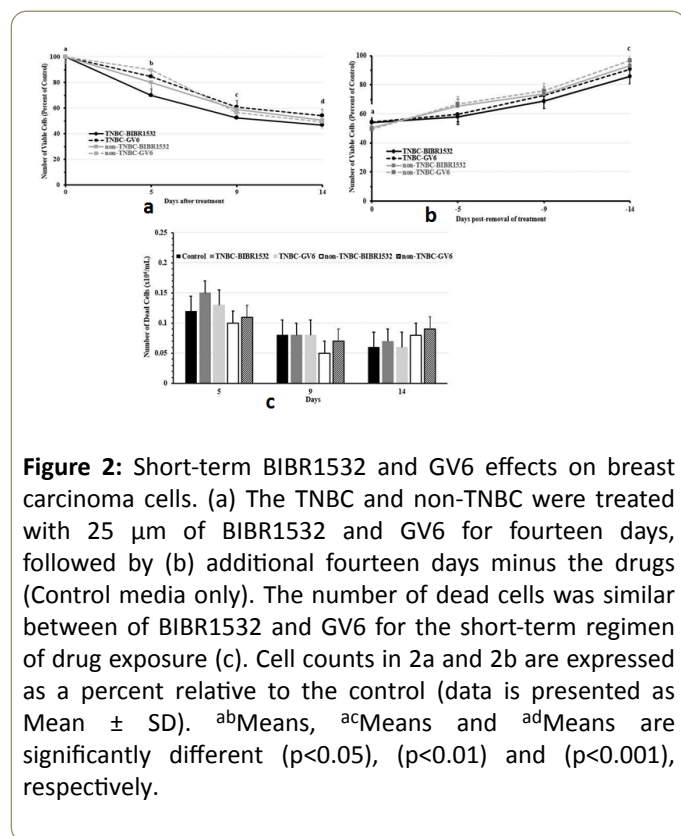 a
b
c
d
100
80
60
40
20
0
Number of Viable Cells (Percent of Control)
TNBC-BIBR1532
TNBC-GV6
non-TNBC-BIBR1532
non-TNBC-GV6
0 5 9 14
Days after treatment
a
a
c
100
80
60
40
20
0
Number of Viable Cells (Percent of Control)
TNBC-BIBR1532
TNBC-GV6
non-TNBC-BIBR1532
non-TNBC-GV6
0 -5 -9 -14
Days post-removal of treatment
b
0.25
0.2
0.15
0.1
0.05
0
Control TNBC-BIBR1532 TNBC-GV6 non-TNBC-BIBR1532 non-TNBC-GV6
5 9 14
Days
c
Figure 2: Short-term BIBR1532 and GV6 effects on breast
carcinoma cells. (a) The TNBC and non-TNBC were treated
with 25 μm of BIBR1532 and GV6 for fourteen days,
followed by (b) additional fourteen days minus the drugs
(Control media only). The number of dead cells was similar
between of BIBR1532 and GV6 for the short-term regimen
of drug exposure (c). Cell counts in 2a and 2b are expressed
as a percent relative to the control (data is presented as
Mean ± SD). abMeans, acMeans and adMeans are
significantly different (p<0.05), (p<0.01) and (p<0.001),
respectively.